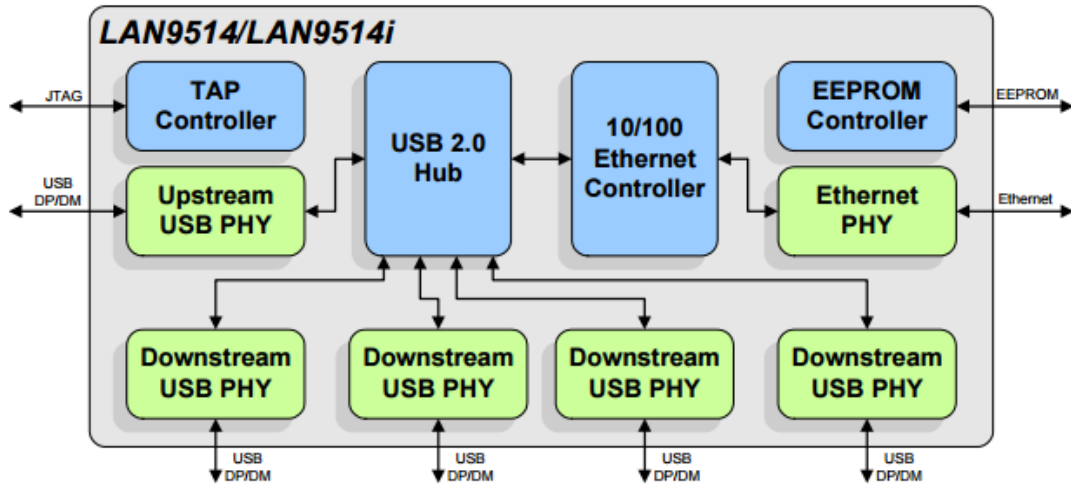 LAN9514/LAN9514i
TAP
Controller
JTAG
USB 2.0
Hub
10/100
Ethernet
Controller
EEPROM
Controller
EEPROM
USB
DP/DM
Upstream
USB PHY
Ethernet
PHY
Ethernet
Downstream
USB PHY
Downstream
USB PHY
Downstream
USB PHY
Downstream
USB PHY
USB
DP/DM
USB
DP/DM
USB
DP/DM
USB
DP/DM